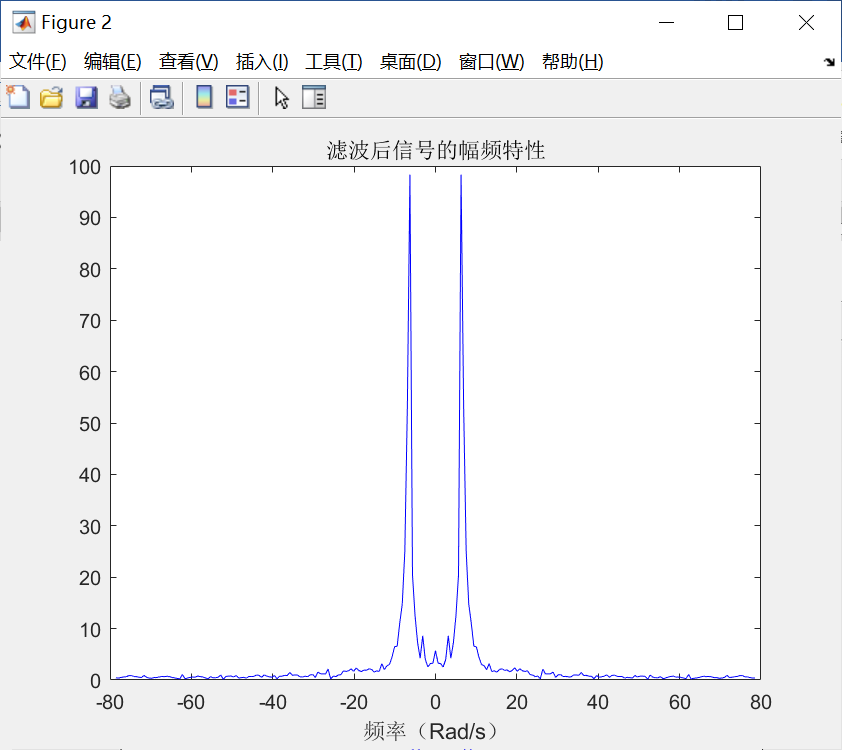 Figure 2
文件(F) 编辑(E) 查看(V) 插入(I) 工具(T) 桌面(D) 窗口(W) 帮助(H)
滤波后信号的幅频特性
100
90
80
70
60
50
40
30
20
10
0
-80 -60 -40 -20 0 20 40 60 80
频率（Rad/s）